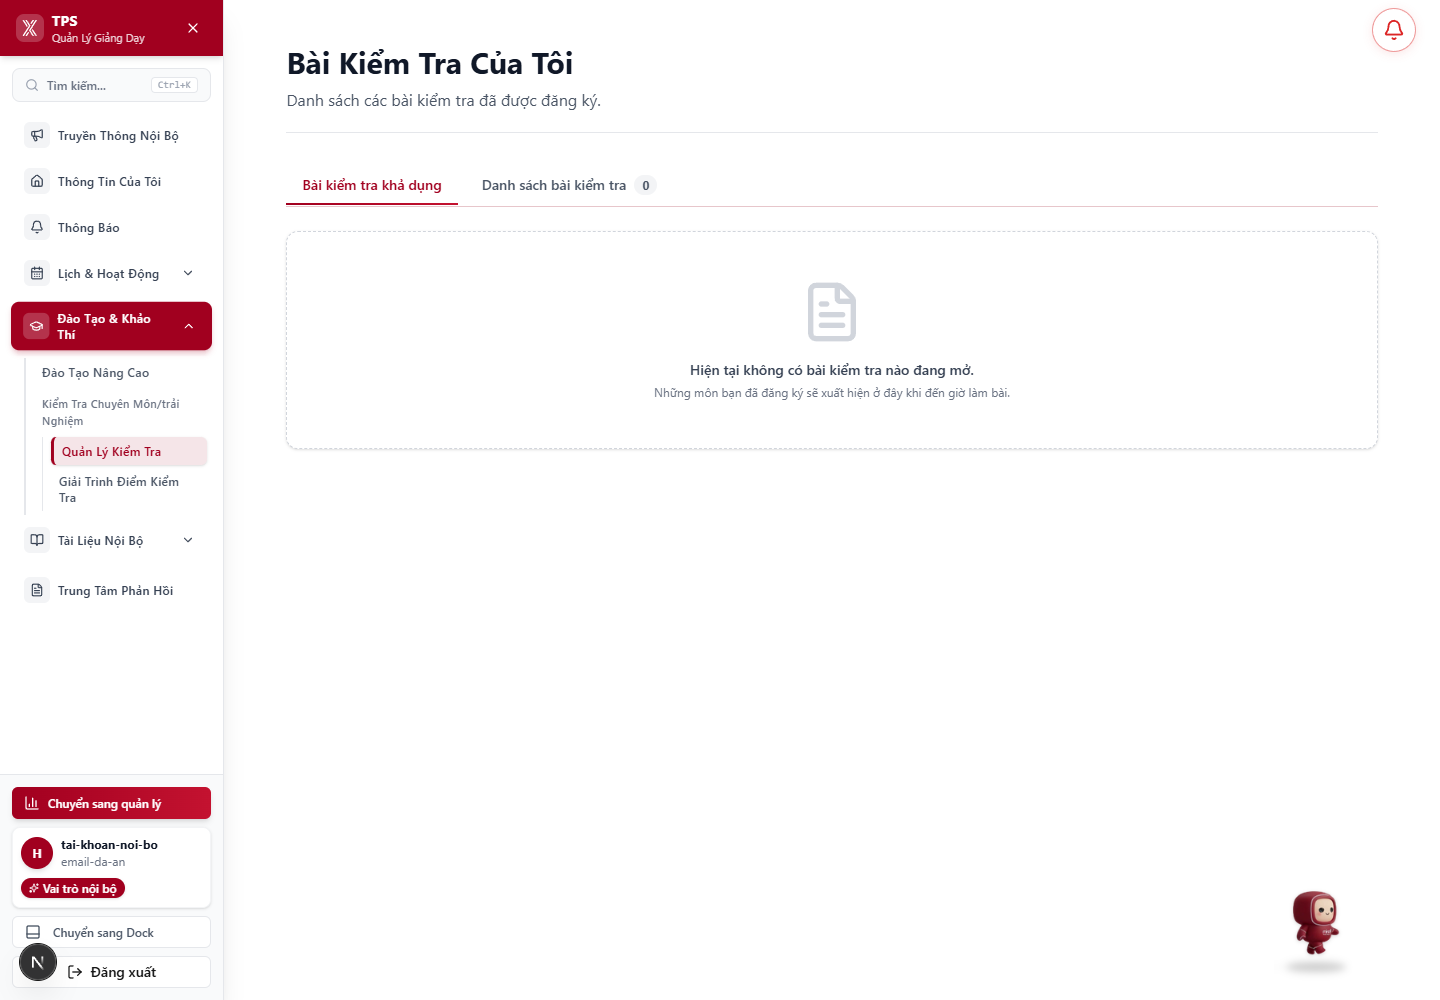 TPS
Quản Lý Giảng Dạy
Tìm kiếm...
Ctrl+K
Truyền Thông Nội Bộ
Thông Tin Của Tôi
Thông Báo
Lịch & Hoạt Động
Đào Tạo & Khảo
Thí
Đào Tạo Nâng Cao
Kiểm Tra Chuyên Môn/trải
Nghiệm
Quản Lý Kiểm Tra
Giải Trình Điểm Kiểm
Tra
Tài Liệu Nội Bộ
Trung Tâm Phản Hồi
Chuyển sang quản lý
H
tai-khoan-noi-bo
email-da-an
Vai trò nội bộ
Chuyển sang Dock
N
Đăng xuất
Bài Kiểm Tra Của Tôi
Danh sách các bài kiểm tra đã được đăng ký.
Bài kiểm tra khả dụng
Danh sách bài kiểm tra 0
Hiện tại không có bài kiểm tra nào đang mở.
Những môn bạn đã đăng ký sẽ xuất hiện ở đây khi đến giờ làm bài.